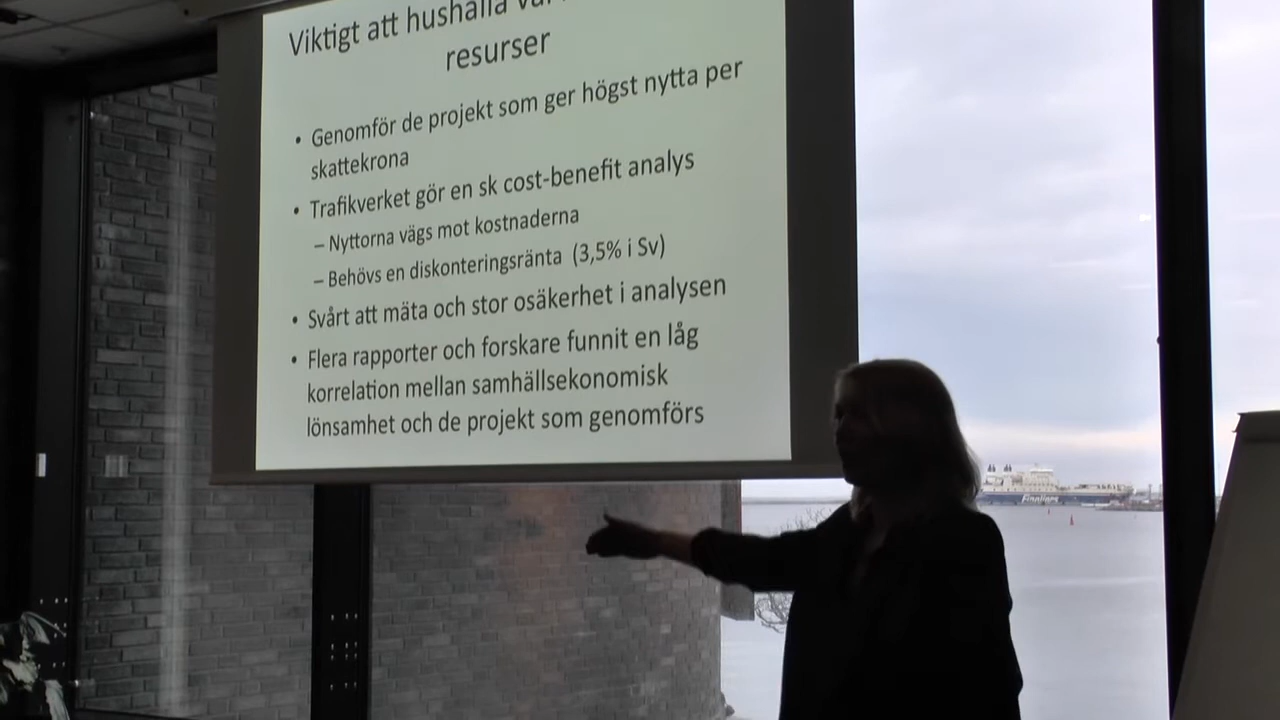 Viktigt att hushålla
resurser
• Genomför de projekt som ger högst nytta per
skattekrona
• Trafikverket gör en sk cost-benefit analys
– Nyttorna vägs mot kostnaderna
– Behövs en diskonteringsränta (3,5% i Sv)
• Svårt att mäta och stor osäkerhet i analysen
• Flera rapporter och forskare funnit en låg
korrelation mellan samhällsekonomisk
lönsamhet och de projekt som genomförs
Finnlines